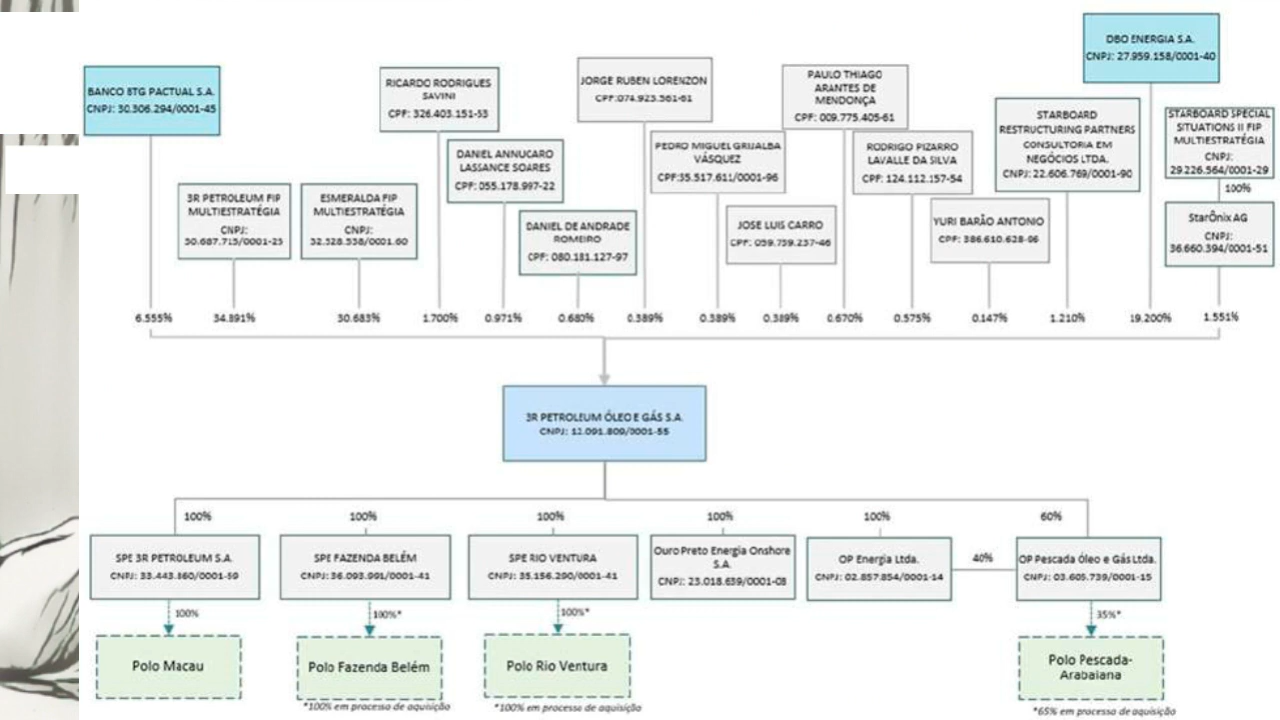 BANCO BTG PACTUAL S.A.
CNPJ: 30.306.294/0001-45
3R PETROLEUM FIP
MULTIESTRATÉGIA
CNPJ:
ESMERALDA FIP
MULTIESTRATÉGIA
CNPJ:
RICARDO RODRIGUES
SAVINI
CPF: 326.403.151-53
DANIEL ANNUCARO
LASSANCE SOARES
CPF: 055.178.997-22
DANIEL DE ANDRADE
ROMEIRO
CPF: 080.181.127-97
JORGE RUBEN LORENZON
CPF:074.923.561-61
PEDRO MIGUEL GRIJALBA
VÁSQUEZ
CPF:35.517.611/0001-96
JOSE LUIS CARRO
CPF: 059.759.237-46
PAULO THIAGO
ARANTES DE
MENDONÇA
CPF: 009.775.405-61
RODRIGO PIZARRO
LAVALLE DA SILVA
CPF: 124.112.157-54
YURI BARÃO ANTONIO
CPF: 386.610.628-06
STARBOARD
RESTRUCTURING PARTNERS
CONSULTORIA EM
NEGÓCIOS LTDA.
CNPJ: 22.606.769/0001-90
DBO ENERGIA S.A.
CNPJ: 27.959.158/0001-40
STARBOARD SPECIAL
SITUATIONS II FIP
MULTIESTRATÉGIA
CNPJ:
29.226.564/0001-29
100%
StarÔnix AG
CNPJ:
36.660.394/0001-51
6.555%
34.891%
30.683%
1.700%
0.971%
0.680%
0.389%
0.389%
0.389%
0.670%
0.575%
0.147%
1.210%
19.200%
1.551%
3R PETROLEUM ÓLEO E GÁS S.A.
CNPJ: 12.091.809/0001-55
100%
100%
100%
100%
100%
60%
SPE 3R PETROLEUM S.A.
CNPJ: 33.443.860/0001-59
SPE FAZENDA BELÉM
CNPJ: 36.093.991/0001-41
SPE RIO VENTURA
CNPJ: 35.156.290/0001-41
Ouro Preto Energia Onshore
S.A.
CNPJ: 23.018.639/0001-08
OP Energia Ltda.
CNPJ: 02.857.854/0001-14
40%
OP Pescada Óleo e Gás Ltda.
CNPJ: 03.605.739/0001-15
100%
100%*
100%*
35%*
Polo Macau
Polo Fazenda Belém
Polo Rio Ventura
Polo Pescada-
Arabaiana
*100% em processo de aquisição
*100% em processo de aquisição
*65% em processo de aquisição